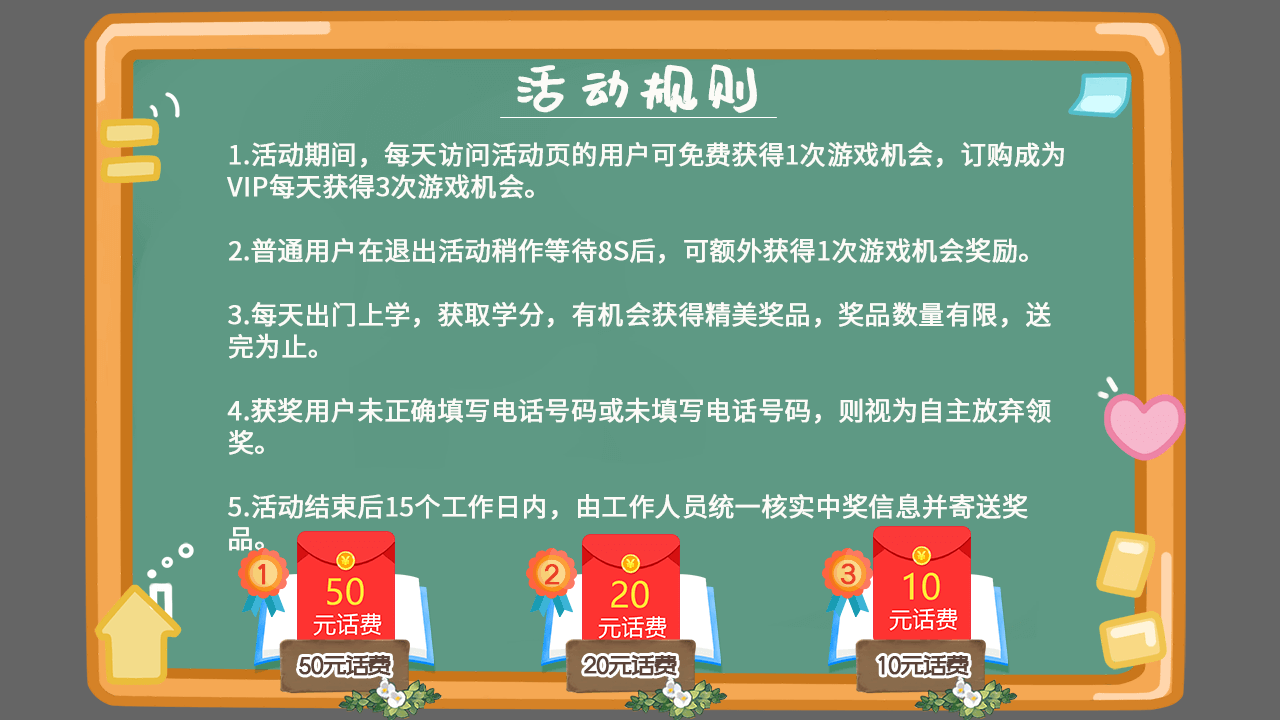 活动规则
1.活动期间，每天访问活动页的用户可免费获得1次游戏机会，订购成为
VIP每天获得3次游戏机会。
2.普通用户在退出活动稍作等待8S后，可额外获得1次游戏机会奖励。
3.每天出门上学，获取学分，有机会获得精美奖品，奖品数量有限，送
完为止。
4.获奖用户未正确填写电话号码或未填写电话号码，则视为自主放弃领
奖。
5.活动结束后15个工作日内，由工作人员统一核实中奖信息并寄送奖
品。
1
50
元话费
50元话费
2
20
元话费
20元话费
3
10
元话费
10元话费